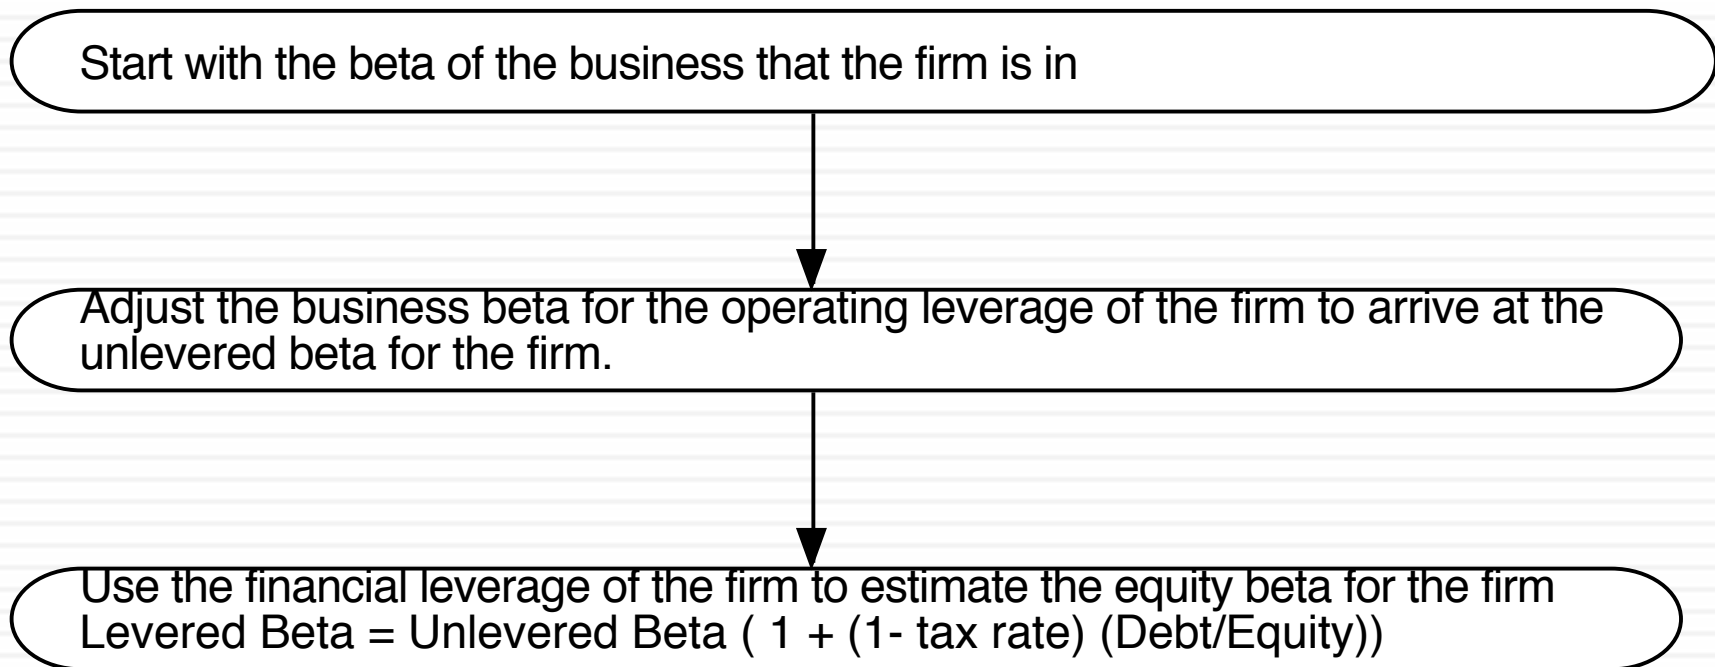 Start with the beta of the business that the firm is in
Adjust the business beta for the operating leverage of the firm to arrive at the
unlevered beta for the firm.
Use the financial leverage of the firm to estimate the equity beta for the firm
Levered Beta = Unlevered Beta ( 1 + (1- tax rate) (Debt/Equity))